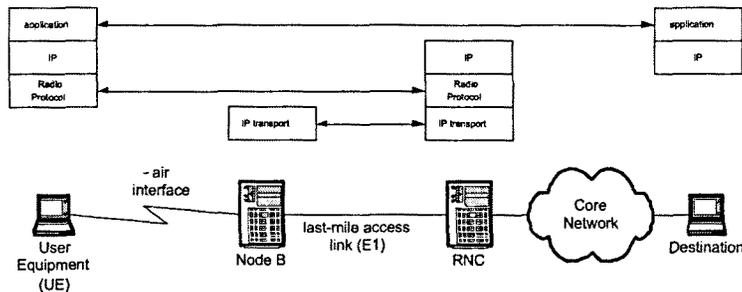 application
application
IP
IP
IP
Radio
Protocol
Radio
Protocol
IP transport
IP transport
- air
interface
last-mile access
link (E1)
Core
Network
User
Equipment
(UE)
Node B
RNC
Destination